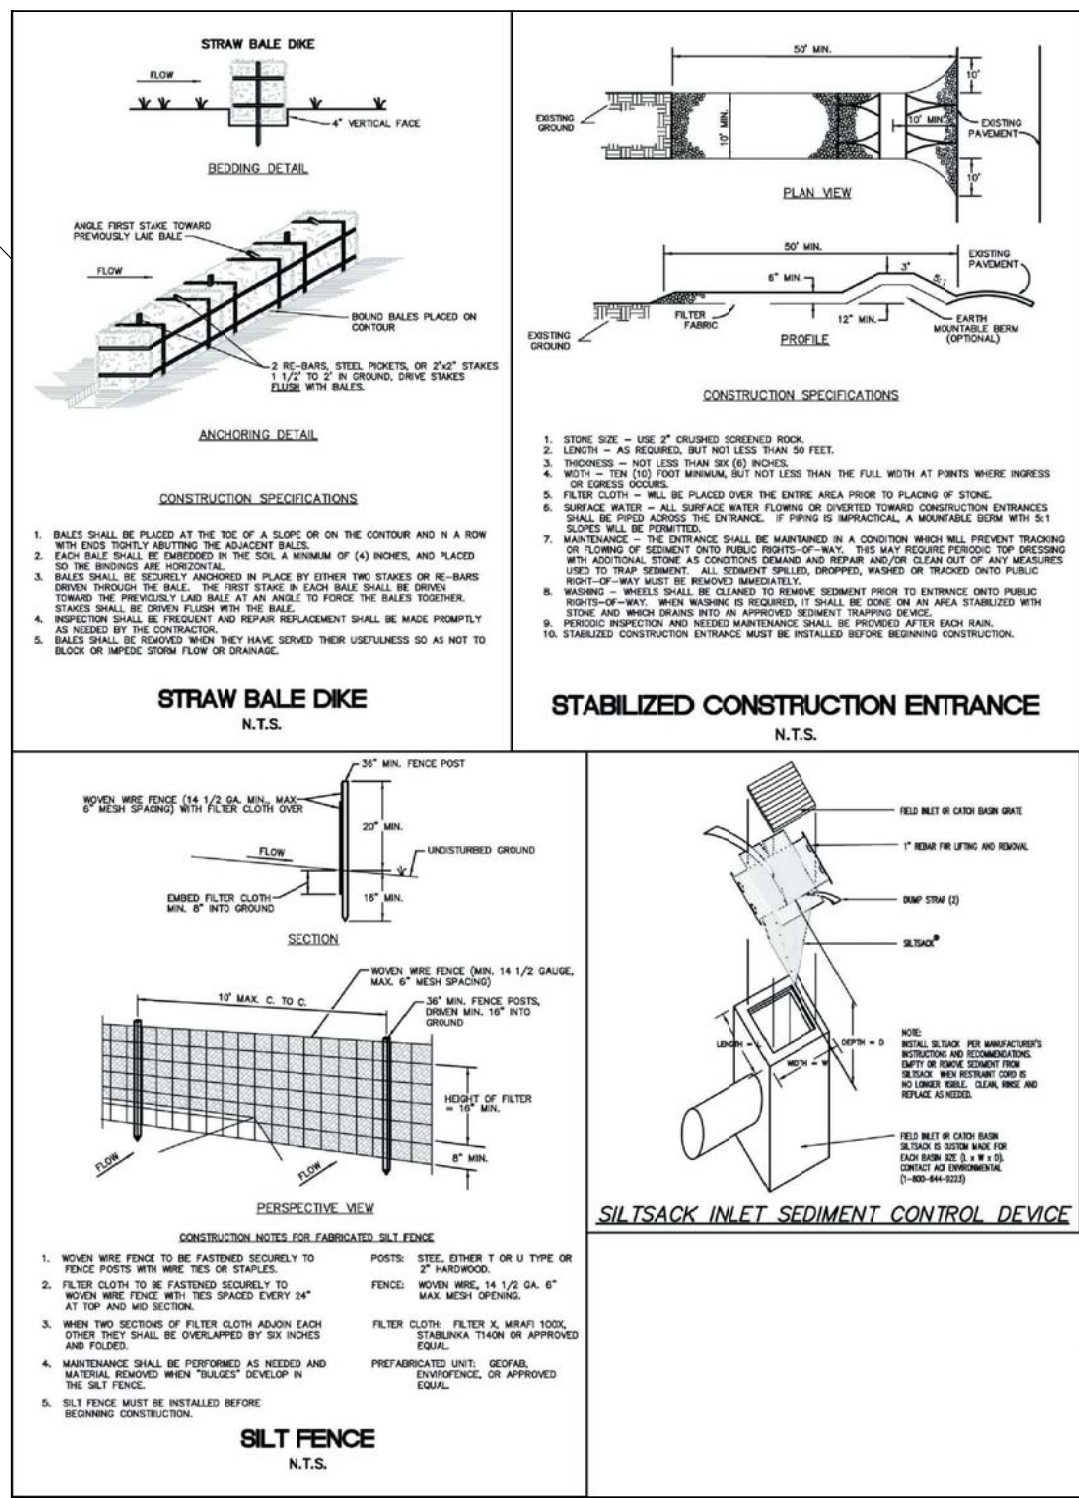 STRAW BALE DIKE
FLOW
4" VERTICAL FACE
BEDDING DETAIL
ANGLE FIRST STAKE TOWARD
PREVIOUSLY LAID BALE
FLOW
BOUND BALES PLACED ON
CONTOUR
2 RE-BARS, STEEL PICKETS, OR 2"x2" STAKES
1 1/2' TO 2' IN GROUND, DRIVE STAKES
FLUSH WITH BALES.
ANCHORING DETAIL
CONSTRUCTION SPECIFICATIONS
1. BALES SHALL BE PLACED AT THE TOE OF A SLOPE OR ON THE CONTOUR AND N A ROW
WITH ENDS TIGHTLY ABUTTING THE ADJACENT BALES.
2. EACH BALE SHALL BE EMBEDDED IN THE SOIL A MINIMUM OF (4) INCHES, AND PLACED
SO THE BINDINGS ARE HORIZONTAL.
3. BALES SHALL BE SECURELY ANCHORED IN PLACE BY EITHER TWO STAKES OR RE-BARS
DRIVEN THROUGH THE BALE. THE FIRST STAKE IN EACH BALE SHALL BE DRIVEN
TOWARD THE PREVIOUSLY LAID BALE AT AN ANGLE TO FORCE THE BALES TOGETHER.
STAKES SHALL BE DRIVEN FLUSH WITH THE BALE.
4. INSPECTION SHALL BE FREQUENT AND REPAIR REPLACEMENT SHALL BE MADE PROMPTLY
AS NEEDED BY THE CONTRACTOR.
5. BALES SHALL BE REMOVED WHEN THEY HAVE SERVED THEIR USEFULNESS SO AS NOT TO
BLOCK OR IMPEDE STORM FLOW OR DRAINAGE.
STRAW BALE DIKE
N.T.S.
50' MIN.
10'
EXISTING
GROUND
10' MIN.
10' MIN.
EXISTING
PAVEMENT
10'
PLAN VIEW
50' MIN.
EXISTING
PAVEMENT
6" MIN.
3"
5:1
FILTER
FABRIC
12" MIN.
EARTH
MOUNTABLE BERM
(OPTIONAL)
EXISTING
GROUND
PROFILE
CONSTRUCTION SPECIFICATIONS
1. STONE SIZE – USE 2" CRUSHED SCREENED ROCK.
2. LENGTH – AS REQUIRED, BUT NOT LESS THAN 50 FEET.
3. THICKNESS – NOT LESS THAN SIX (6) INCHES.
4. WIDTH – TEN (10) FOOT MINIMUM, BUT NOT LESS THAN THE FULL WIDTH AT POINTS WHERE INGRESS
OR EGRESS OCCURS.
5. FILTER CLOTH – WILL BE PLACED OVER THE ENTIRE AREA PRIOR TO PLACING OF STONE.
6. SURFACE WATER – ALL SURFACE WATER FLOWING OR DIVERTED TOWARD CONSTRUCTION ENTRANCES
SHALL BE PIPED ACROSS THE ENTRANCE. IF PIPING IS IMPRACTICAL, A MOUNTABLE BERM WITH 5:1
SLOPES WILL BE PERMITTED.
7. MAINTENANCE – THE ENTRANCE SHALL BE MAINTAINED IN A CONDITION WHICH WILL PREVENT TRACKING
OR FLOWING OF SEDIMENT ONTO PUBLIC RIGHTS-OF-WAY. THIS MAY REQUIRE PERIODIC TOP DRESSING
WITH ADDITIONAL STONE AS CONDITIONS DEMAND AND REPAIR AND/OR CLEAN OUT OF ANY MEASURES
USED TO TRAP SEDIMENT. ALL SEDIMENT SPILLED, DROPPED, WASHED OR TRACKED ONTO PUBLIC
RIGHT-OF-WAY MUST BE REMOVED IMMEDIATELY.
8. WASHING – WHEELS SHALL BE CLEANED TO REMOVE SEDIMENT PRIOR TO ENTRANCE ONTO PUBLIC
RIGHTS-OF-WAY. WHEN WASHING IS REQUIRED, IT SHALL BE DONE ON AN AREA STABILIZED WITH
STONE AND WHICH DRAINS INTO AN APPROVED SEDIMENT TRAPPING DEVICE.
9. PERIODIC INSPECTION AND NEEDED MAINTENANCE SHALL BE PROVIDED AFTER EACH RAIN.
10. STABILIZED CONSTRUCTION ENTRANCE MUST BE INSTALLED BEFORE BEGINNING CONSTRUCTION.
STABILIZED CONSTRUCTION ENTRANCE
N.T.S.
36" MIN. FENCE POST
WOVEN WIRE FENCE (14 1/2 GA. MIN., MAX
6" MESH SPACING) WITH FILTER CLOTH OVER
20" MIN.
FLOW
UNDISTURBED GROUND
EMBED FILTER CLOTH
MIN. 8" INTO GROUND
16" MIN.
SECTION
WOVEN WIRE FENCE (MIN. 14 1/2 GAUGE,
MAX. 6" MESH SPACING)
10' MAX. C. TO C.
36" MIN. FENCE POSTS,
DRIVEN MIN. 16" INTO
GROUND
HEIGHT OF FILTER
= 16" MIN.
8" MIN.
FLOW
FLOW
PERSPECTIVE VIEW
CONSTRUCTION NOTES FOR FABRICATED SILT FENCE
1. WOVEN WIRE FENCE TO BE FASTENED SECURELY TO
FENCE POSTS WITH WIRE TIES OR STAPLES.
2. FILTER CLOTH TO BE FASTENED SECURELY TO
WOVEN WIRE FENCE WITH TIES SPACED EVERY 24"
AT TOP AND MID SECTION.
3. WHEN TWO SECTIONS OF FILTER CLOTH ADJOIN EACH
OTHER THEY SHALL BE OVERLAPPED BY SIX INCHES
AND FOLDED.
4. MAINTENANCE SHALL BE PERFORMED AS NEEDED AND
MATERIAL REMOVED WHEN "BULGES" DEVELOP IN
THE SILT FENCE.
5. SILT FENCE MUST BE INSTALLED BEFORE
BEGINNING CONSTRUCTION.
POSTS: STEEL EITHER T OR U TYPE OR
2" HARDWOOD.
FENCE: WOVEN WIRE, 14 1/2 GA. 6"
MAX. MESH OPENING.
FILTER CLOTH: FILTER X, MIRAFI 100X,
STABLINKA T140N OR APPROVED
EQUAL.
PREFABRICATED UNIT: GEOFAB,
ENVIROFENCE, OR APPROVED
EQUAL.
SILT FENCE
N.T.S.
FIELD INLET OR CATCH BASIN GRATE
1" REBAR FOR LIFTING AND REMOVAL
DUMP STRAP (2)
SILTSACK®
LENGTH = L
WIDTH = W
DEPTH = D
NOTE:
INSTALL SILTSACK PER MANUFACTURER'S
INSTRUCTIONS AND RECOMMENDATIONS.
EMPTY OR REMOVE SEDIMENT FROM
SILTSACK WHEN RESTRAINT CORD IS
NO LONGER VISIBLE. CLEAN, RINSE AND
REPLACE AS NEEDED.
FIELD INLET OR CATCH BASIN
SILTSACK IS CUSTOM MADE FOR
EACH BASIN SIZE (L x W x D).
CONTACT ACI ENVIRONMENTAL
(1-800-644-9223)
SILTSACK INLET SEDIMENT CONTROL DEVICE